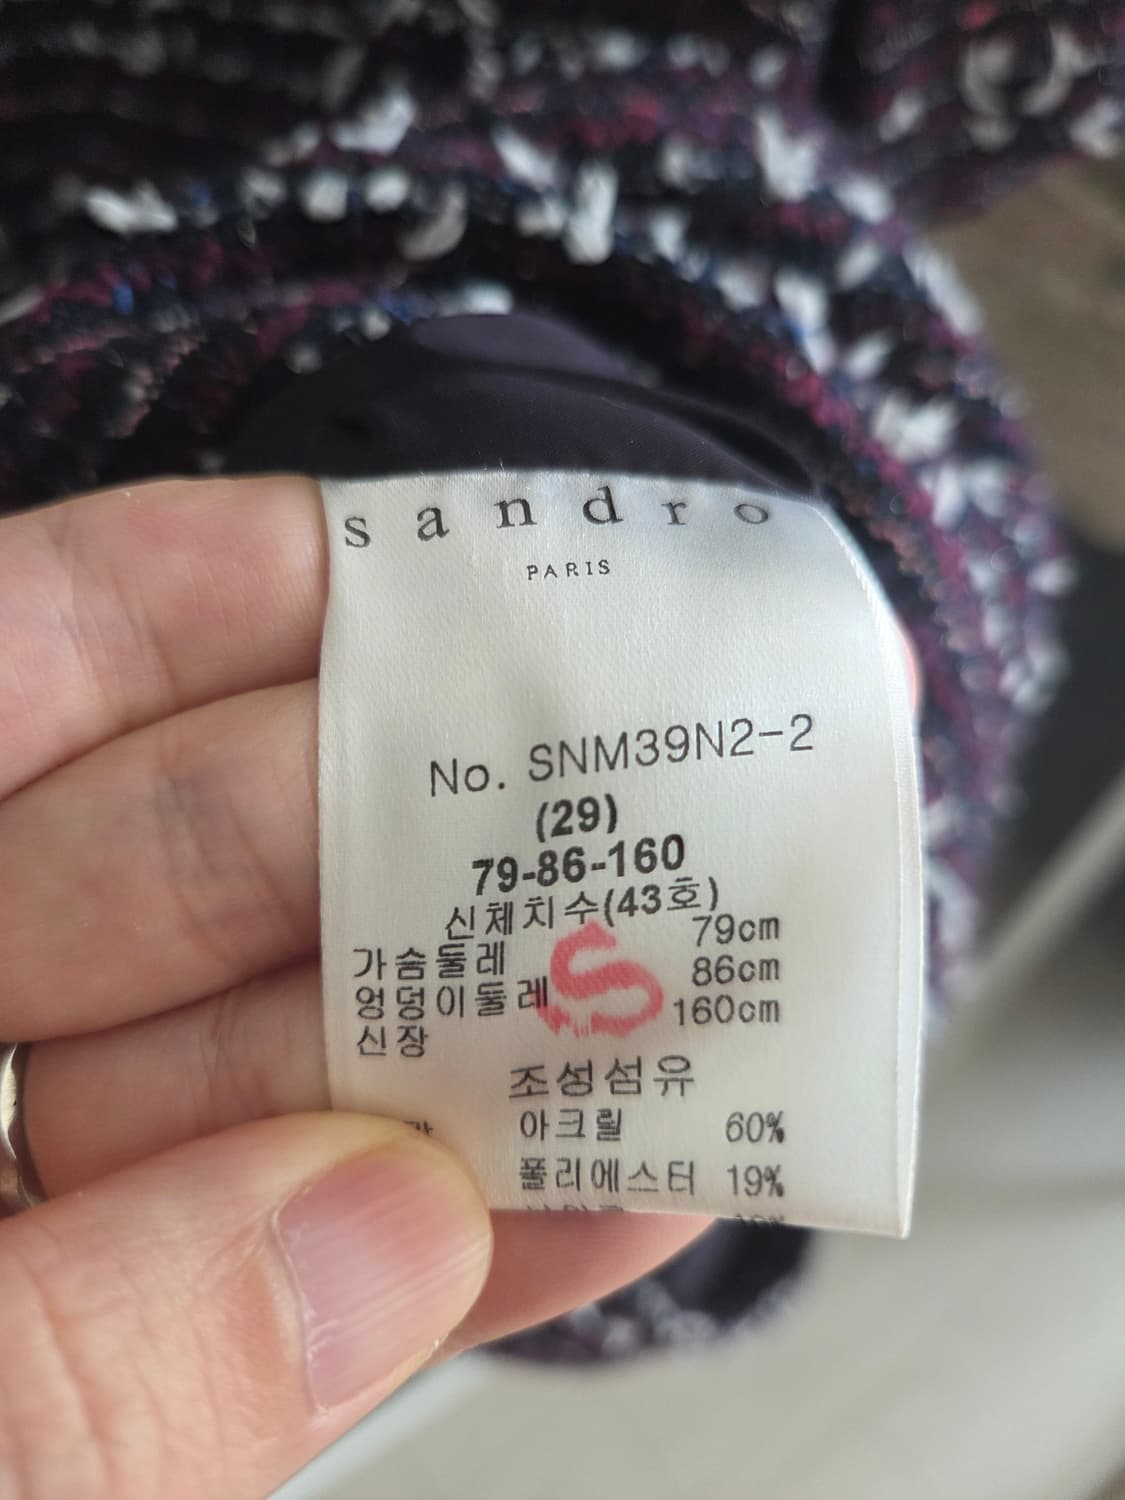 sandro
PARIS
No. SNM39N2-2
(29)
79-86-160
신체치수(43호)
가슴둘레 79cm
엉덩이둘레 86cm
신장 160cm
S
조성섬유
아크릴 60%
폴리에스터 19%